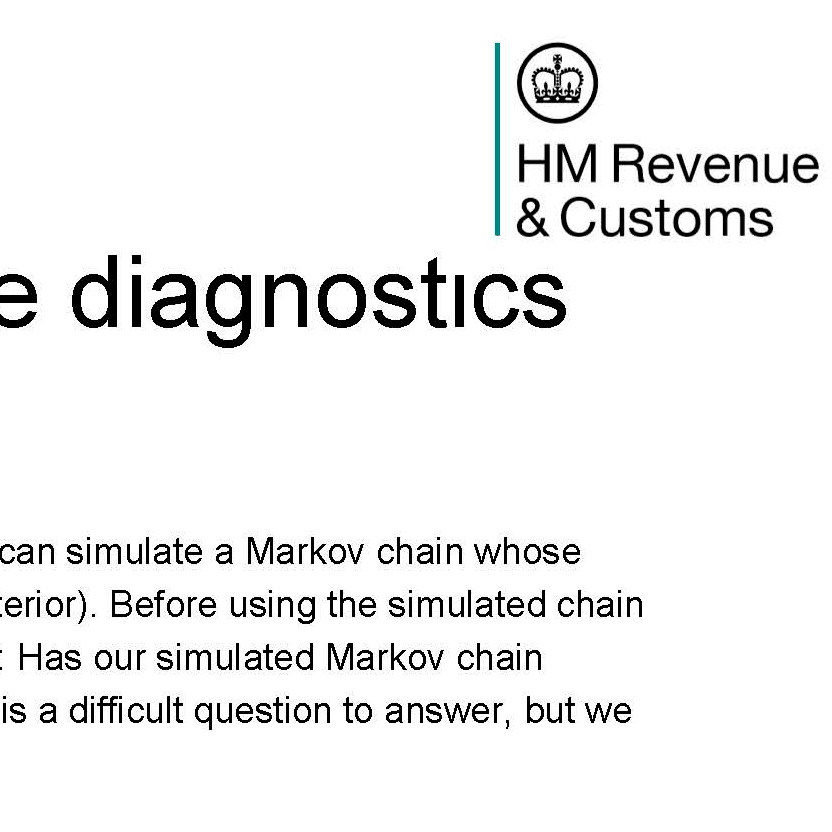 HM Revenue
& Customs
e diagnostics
can simulate a Markov chain whose
terior). Before using the simulated chain
: Has our simulated Markov chain
is a difficult question to answer, but we